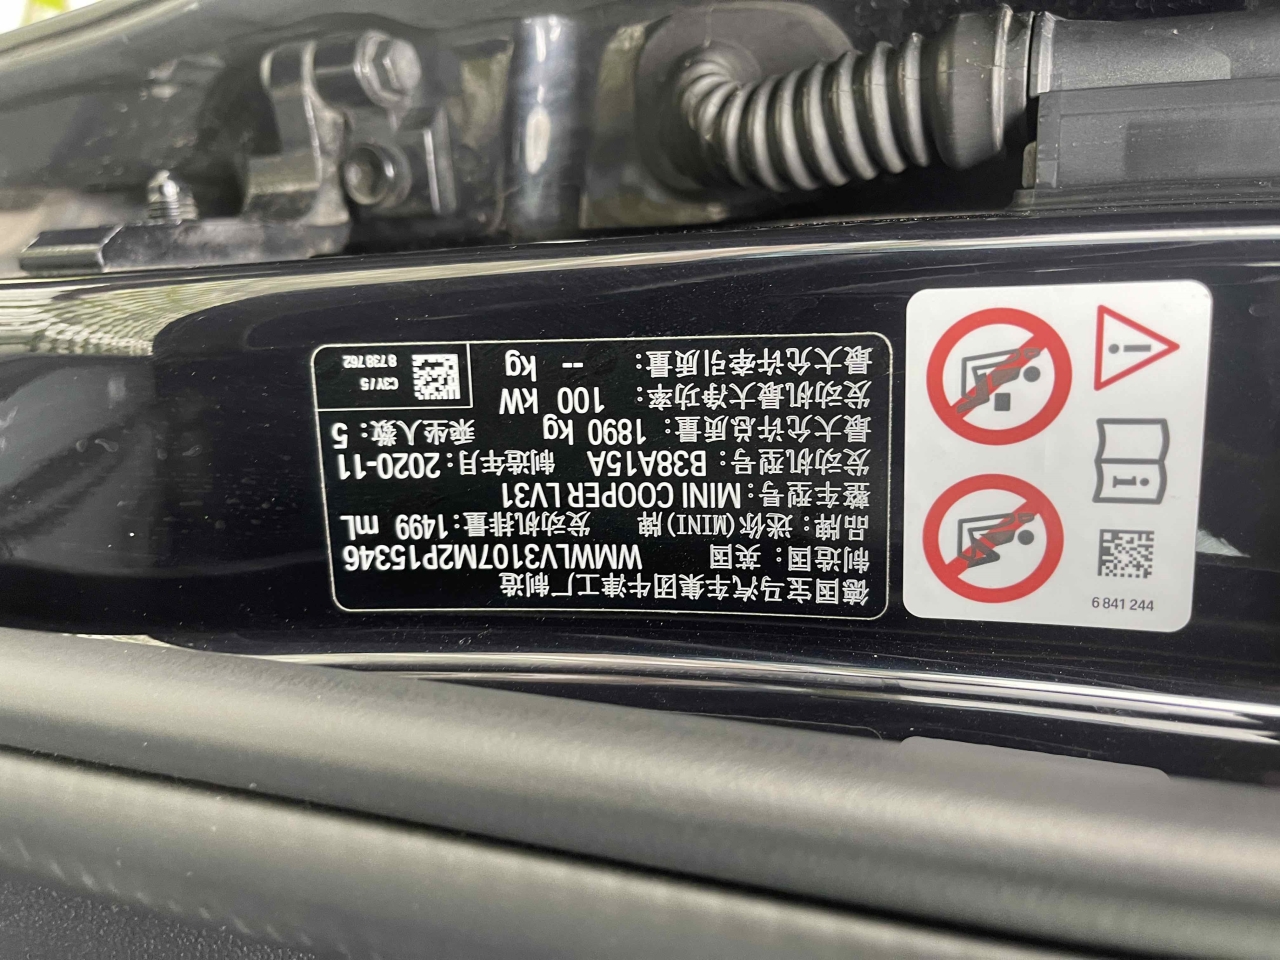 德国宝马汽车集团牛津工厂制造
制造国：英国 WMWLV3107M2P15346
品牌：迷你(MINI)牌 发动机排量：1499 mL
整车型号：MINI COOPER LV31
发动机型号：B38A15A 制造年月：2020-11
最大允许总质量：1890 kg 乘坐人数：5
发动机最大净功率：100 kW
最大允许牵引质量：-- kg
C3Y/5
8738762
6 841 244